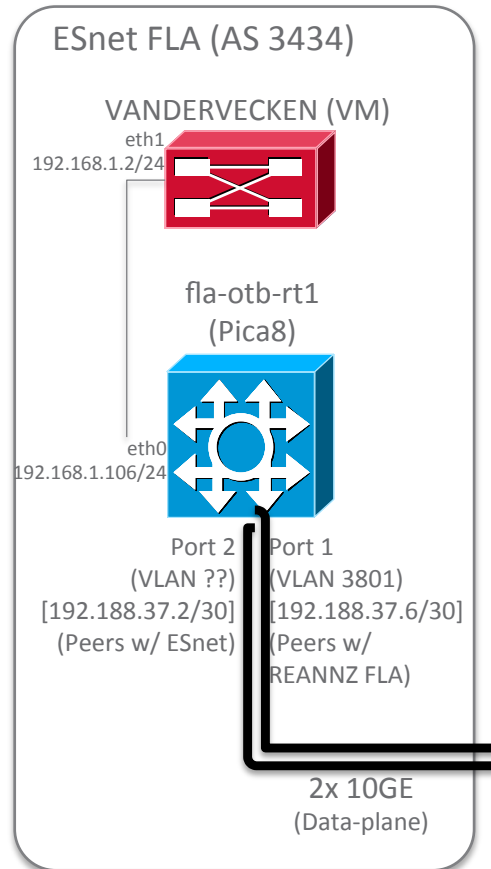 ESnet FLA (AS 3434)
VANDERVECKEN (VM)
eth1
192.168.1.2/24
fla-otb-rt1
(Pica8)
eth0
192.168.1.106/24
Port 2
(VLAN ??)
[192.188.37.2/30]
(Peers w/ ESnet)
Port 1
(VLAN 3801)
[192.188.37.6/30]
(Peers w/
REANNZ FLA)
2x 10GE
(Data-plane)